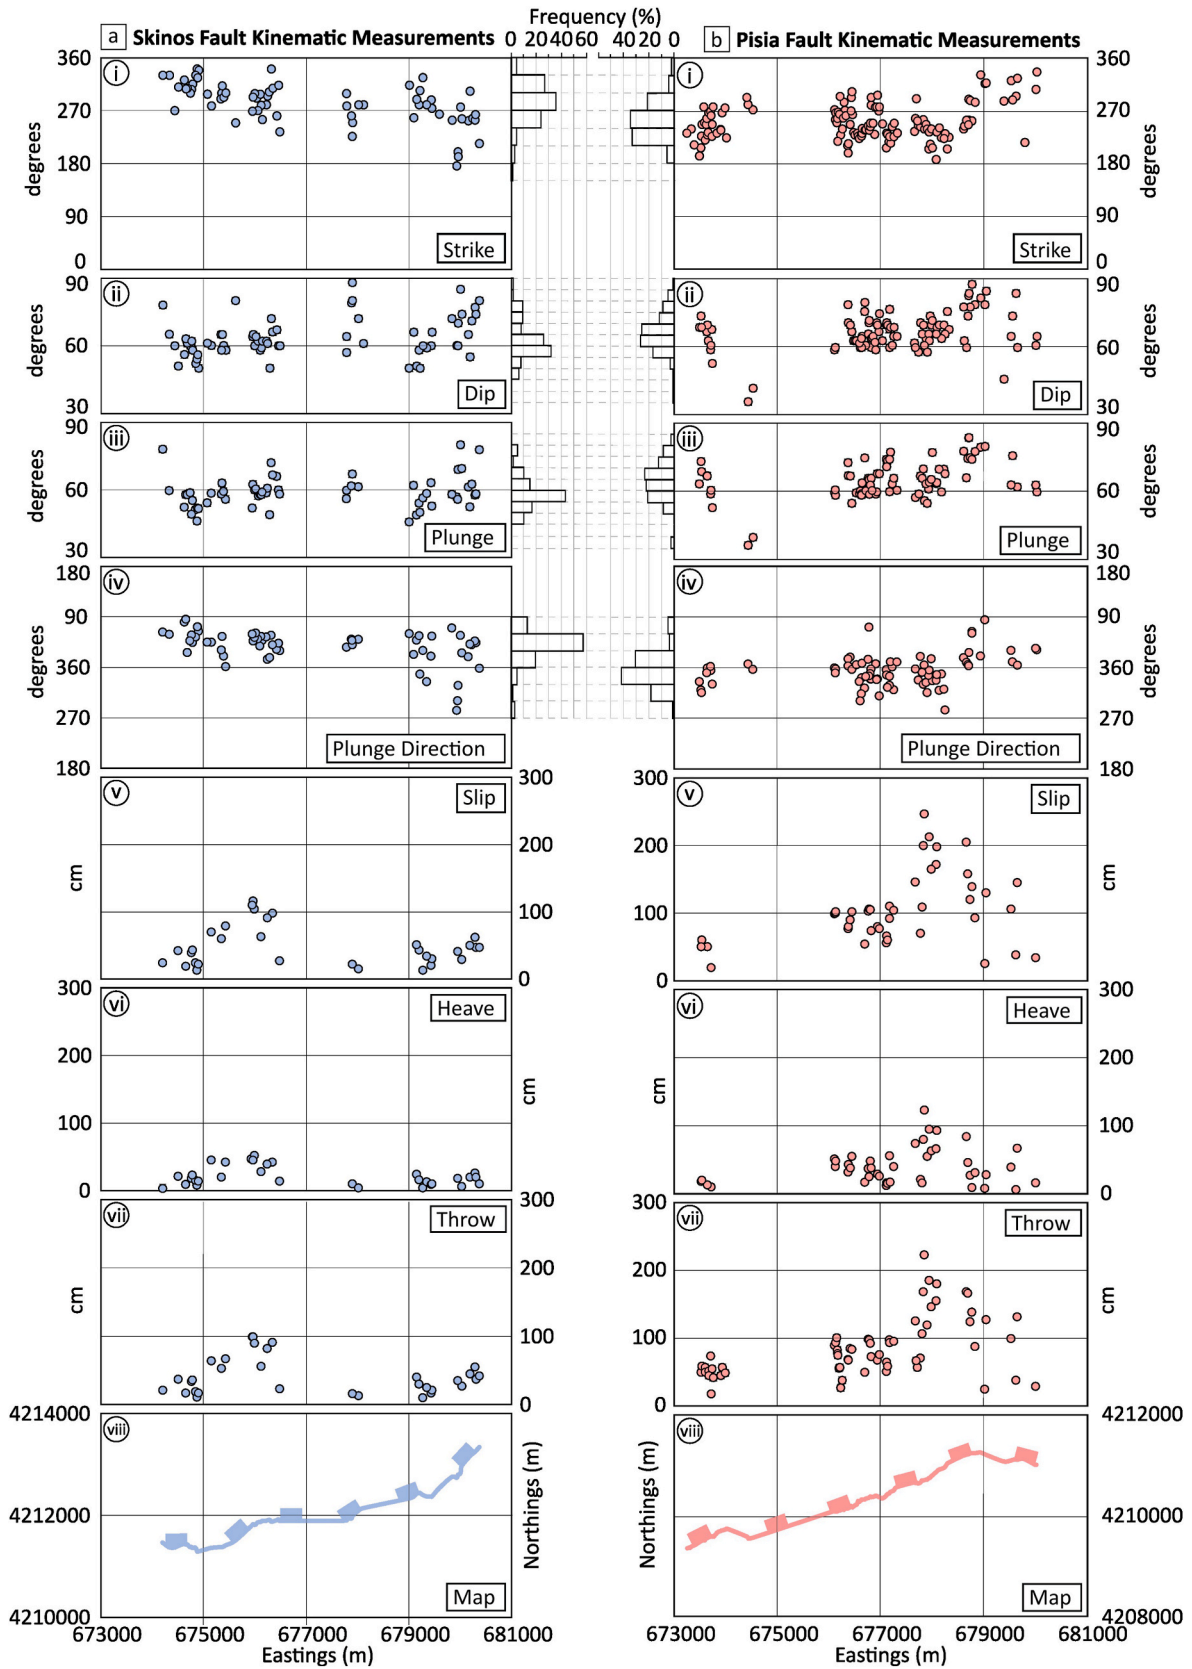 Frequency (%)
a Skinos Fault Kinematic Measurements
0 20 40 60
40 20 0
b Pisia Fault Kinematic Measurements
360
270
180
90
0
degrees
i
Strike
i
Strike
360
270
180
90
0
degrees
90
60
30
degrees
ii
Dip
ii
Dip
90
60
30
degrees
90
60
30
degrees
iii
Plunge
iii
Plunge
90
60
30
degrees
180
90
360
270
180
degrees
iv
Plunge Direction
iv
Plunge Direction
180
90
360
270
180
degrees
cm
v
Slip
300
200
100
0
300
200
100
0
v
Slip
cm
300
200
100
0
vi
Heave
cm
cm
vi
Heave
300
200
100
0
cm
vii
Throw
300
200
100
0
300
200
100
0
vii
Throw
cm
4214000
4212000
4210000
viii
Map
Northings (m)
Northings (m)
viii
Map
4212000
4210000
4208000
673000 675000 677000 679000 681000
Eastings (m)
673000 675000 677000 679000 681000
Eastings (m)